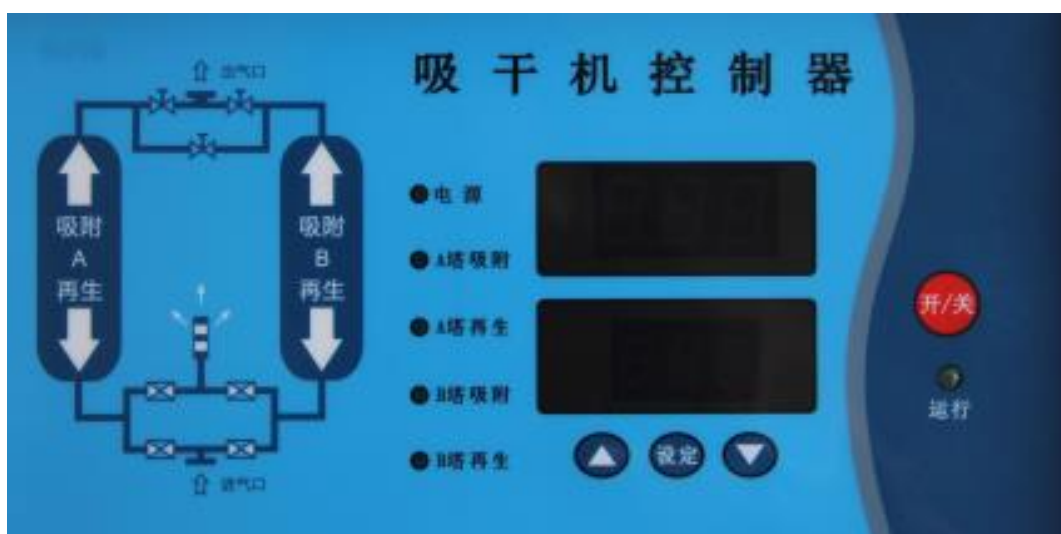 吸干机控制器
出气口
吸附
A
再生
吸附
B
再生
进气口
电源
A塔吸附
A塔再生
B塔吸附
B塔再生
设定
开/关
运行